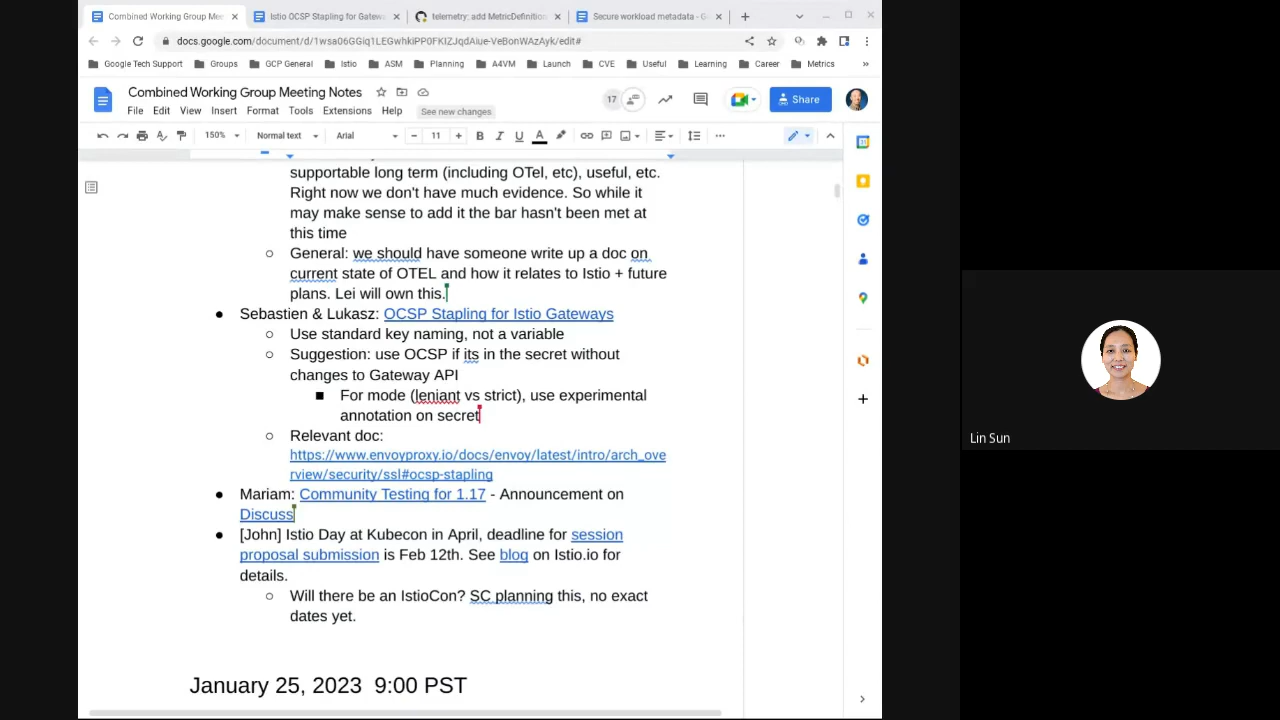 Combined Working Group Mee
Istio OCSP Stapling for Gatewa
telemetry: add MetricDefinition
Secure workload metadata - G
docs.google.com/document/d/1wsa06GGiq1LEGwhkiPP0FKIZJqdAiue-VeBonWAzAyk/edit#
Google Tech Support
Groups
GCP General
Istio
ASM
Planning
A4VM
Launch
CVE
Useful
Learning
Career
Metrics
»
Combined Working Group Meeting Notes
File Edit View Insert Format Tools Extensions Help
See new changes
17
Share
150%
Normal text
Arial
− 11 +
B I U A
supportable long term (including OTel, etc), useful, etc.
Right now we don't have much evidence. So while it
may make sense to add it the bar hasn't been met at
this time
○ General: we should have someone write up a doc on
current state of OTEL and how it relates to Istio + future
plans. Lei will own this.
● Sebastien & Lukasz: OCSP Stapling for Istio Gateways
○ Use standard key naming, not a variable
○ Suggestion: use OCSP if its in the secret without
changes to Gateway API
■ For mode (leniant vs strict), use experimental
annotation on secret
○ Relevant doc:
https://www.envoyproxy.io/docs/envoy/latest/intro/arch_ove
rview/security/ssl#ocsp-stapling
● Mariam: Community Testing for 1.17 - Announcement on
Discuss
● [John] Istio Day at Kubecon in April, deadline for session
proposal submission is Feb 12th. See blog on Istio.io for
details.
○ Will there be an IstioCon? SC planning this, no exact
dates yet.
January 25, 2023 9:00 PST
Lin Sun